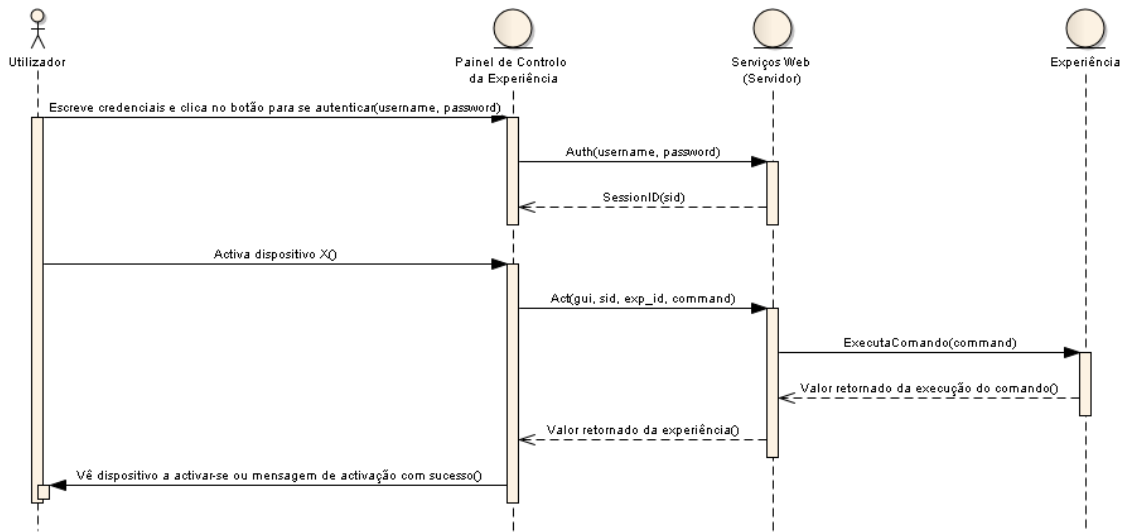 Utilizador
Painel de Controlo
da Experiência
Serviços Web
(Servidor)
Experiência
Escreve credenciais e clica no botão para se autenticar(username, password)
Auth(username, password)
SessionID(sid)
Activa dispositivo X()
Act(gui, sid, exp_id, command)
ExecutaComando(command)
Valor retornado da execução do comando()
Valor retornado da experiência()
Vê dispositivo a activar-se ou mensagem de activação com sucesso()